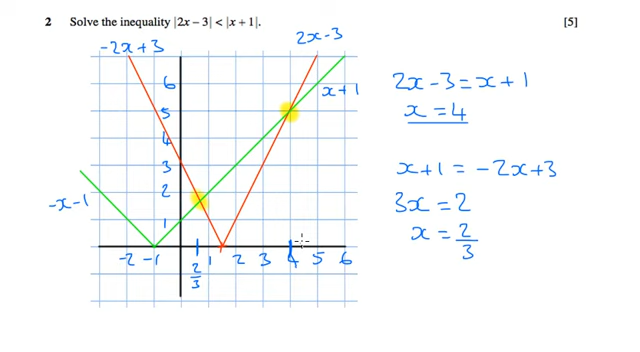 2 Solve the inequality |2x − 3| < |x + 1|. [5]
-2x+3
2x-3
x+1
-x-1
6
5
4
3
2
1
-2 -1 1 2 3 4 5 6
2/3
2x-3=x+1
x=4
x+1=-2x+3
3x=2
x=2/3